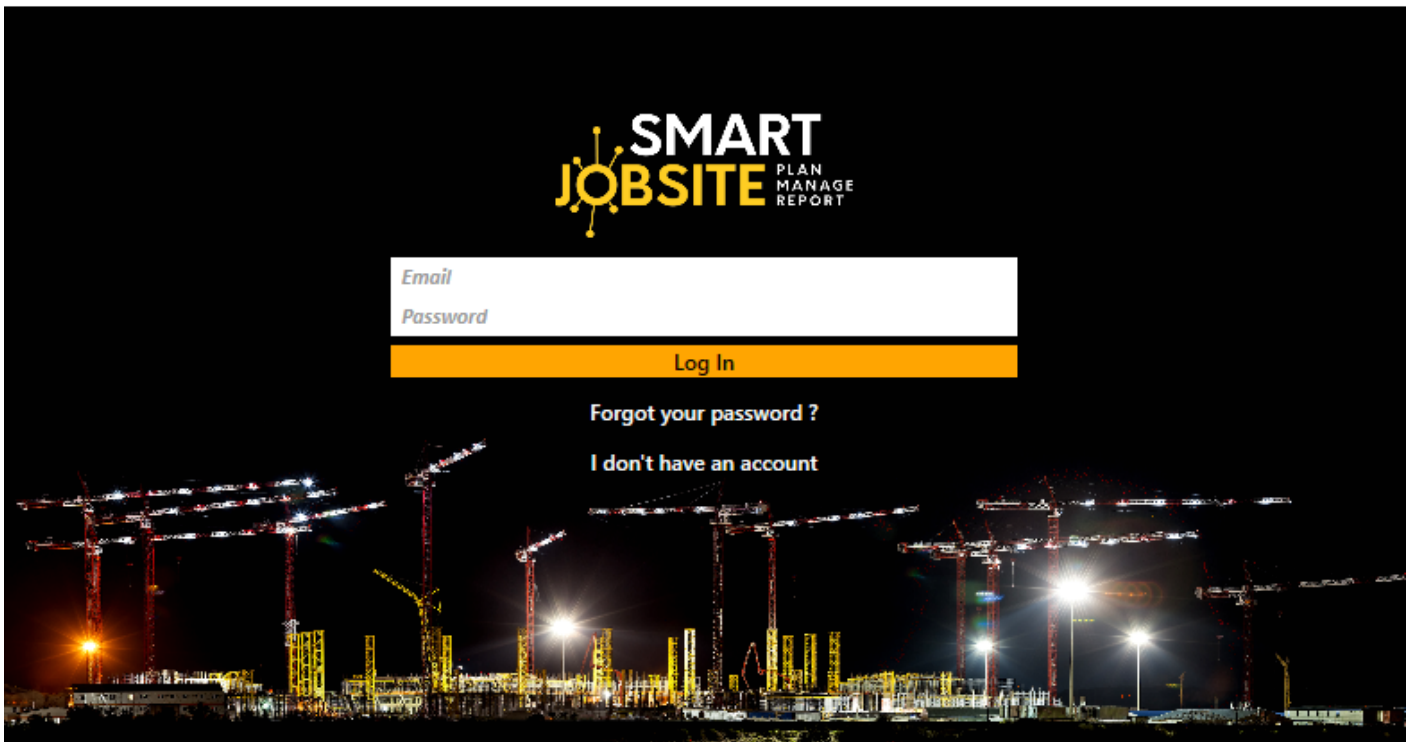 SMART
JOBSITE
PLAN
MANAGE
REPORT
Email
Password
Log In
Forgot your password ?
I don't have an account